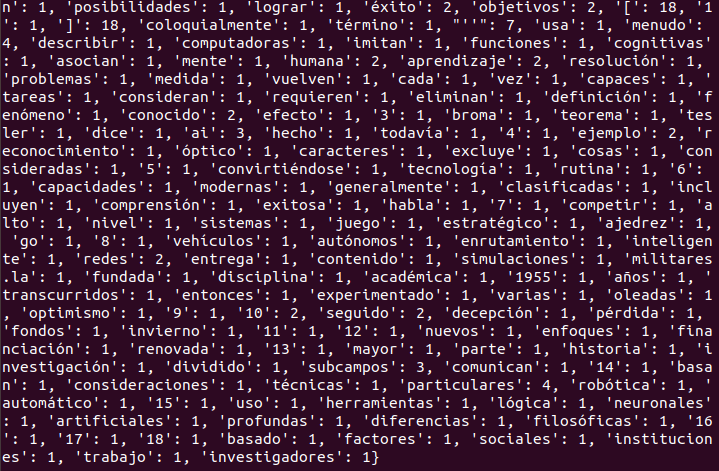 n': 1, 'posibilidades': 1, 'lograr': 1, 'éxito': 2, 'objetivos': 2, '[': 18, '1
': 1, ']': 18, 'coloquialmente': 1, 'término': 1, "''": 7, 'usa': 1, 'menudo':
4, 'describir': 1, 'computadoras': 1, 'imitan': 1, 'funciones': 1, 'cognitivas
': 1, 'asocian': 1, 'mente': 1, 'humana': 2, 'aprendizaje': 2, 'resolución': 1,
'problemas': 1, 'medida': 1, 'vuelven': 1, 'cada': 1, 'vez': 1, 'capaces': 1, '
tareas': 1, 'consideran': 1, 'requieren': 1, 'eliminan': 1, 'definición': 1, 'f
enómeno': 1, 'conocido': 2, 'efecto': 1, '3': 1, 'broma': 1, 'teorema': 1, 'tes
ler': 1, 'dice': 1, 'ai': 3, 'hecho': 1, 'todavía': 1, '4': 1, 'ejemplo': 2, 'r
econocimiento': 1, 'óptico': 1, 'caracteres': 1, 'excluye': 1, 'cosas': 1, 'con
sideradas': 1, '5': 1, 'convirtiéndose': 1, 'tecnología': 1, 'rutina': 1, '6':
1, 'capacidades': 1, 'modernas': 1, 'generalmente': 1, 'clasificadas': 1, 'incl
uyen': 1, 'comprensión': 1, 'exitosa': 1, 'habla': 1, '7': 1, 'competir': 1, 'a
lto': 1, 'nivel': 1, 'sistemas': 1, 'juego': 1, 'estratégico': 1, 'ajedrez': 1,
'go': 1, '8': 1, 'vehículos': 1, 'autónomos': 1, 'enrutamiento': 1, 'inteligen
te': 1, 'redes': 2, 'entrega': 1, 'contenido': 1, 'simulaciones': 1, 'militares
.la': 1, 'fundada': 1, 'disciplina': 1, 'académica': 1, '1955': 1, 'años': 1, '
transcurridos': 1, 'entonces': 1, 'experimentado': 1, 'varias': 1, 'oleadas': 1
, 'optimismo': 1, '9': 1, '10': 2, 'seguido': 2, 'decepción': 1, 'pérdida': 1,
'fondos': 1, 'invierno': 1, '11': 1, '12': 1, 'nuevos': 1, 'enfoques': 1, 'fina
nciación': 1, 'renovada': 1, '13': 1, 'mayor': 1, 'parte': 1, 'historia': 1, 'i
nvestigación': 1, 'dividido': 1, 'subcampos': 3, 'comunican': 1, '14': 1, 'basa
n': 1, 'consideraciones': 1, 'técnicas': 1, 'particulares': 4, 'robótica': 1, '
automático': 1, '15': 1, 'uso': 1, 'herramientas': 1, 'lógica': 1, 'neuronales'
: 1, 'artificiales': 1, 'profundas': 1, 'diferencias': 1, 'filosóficas': 1, '16
': 1, '17': 1, '18': 1, 'basado': 1, 'factores': 1, 'sociales': 1, 'institucion
es': 1, 'trabajo': 1, 'investigadores': 1}